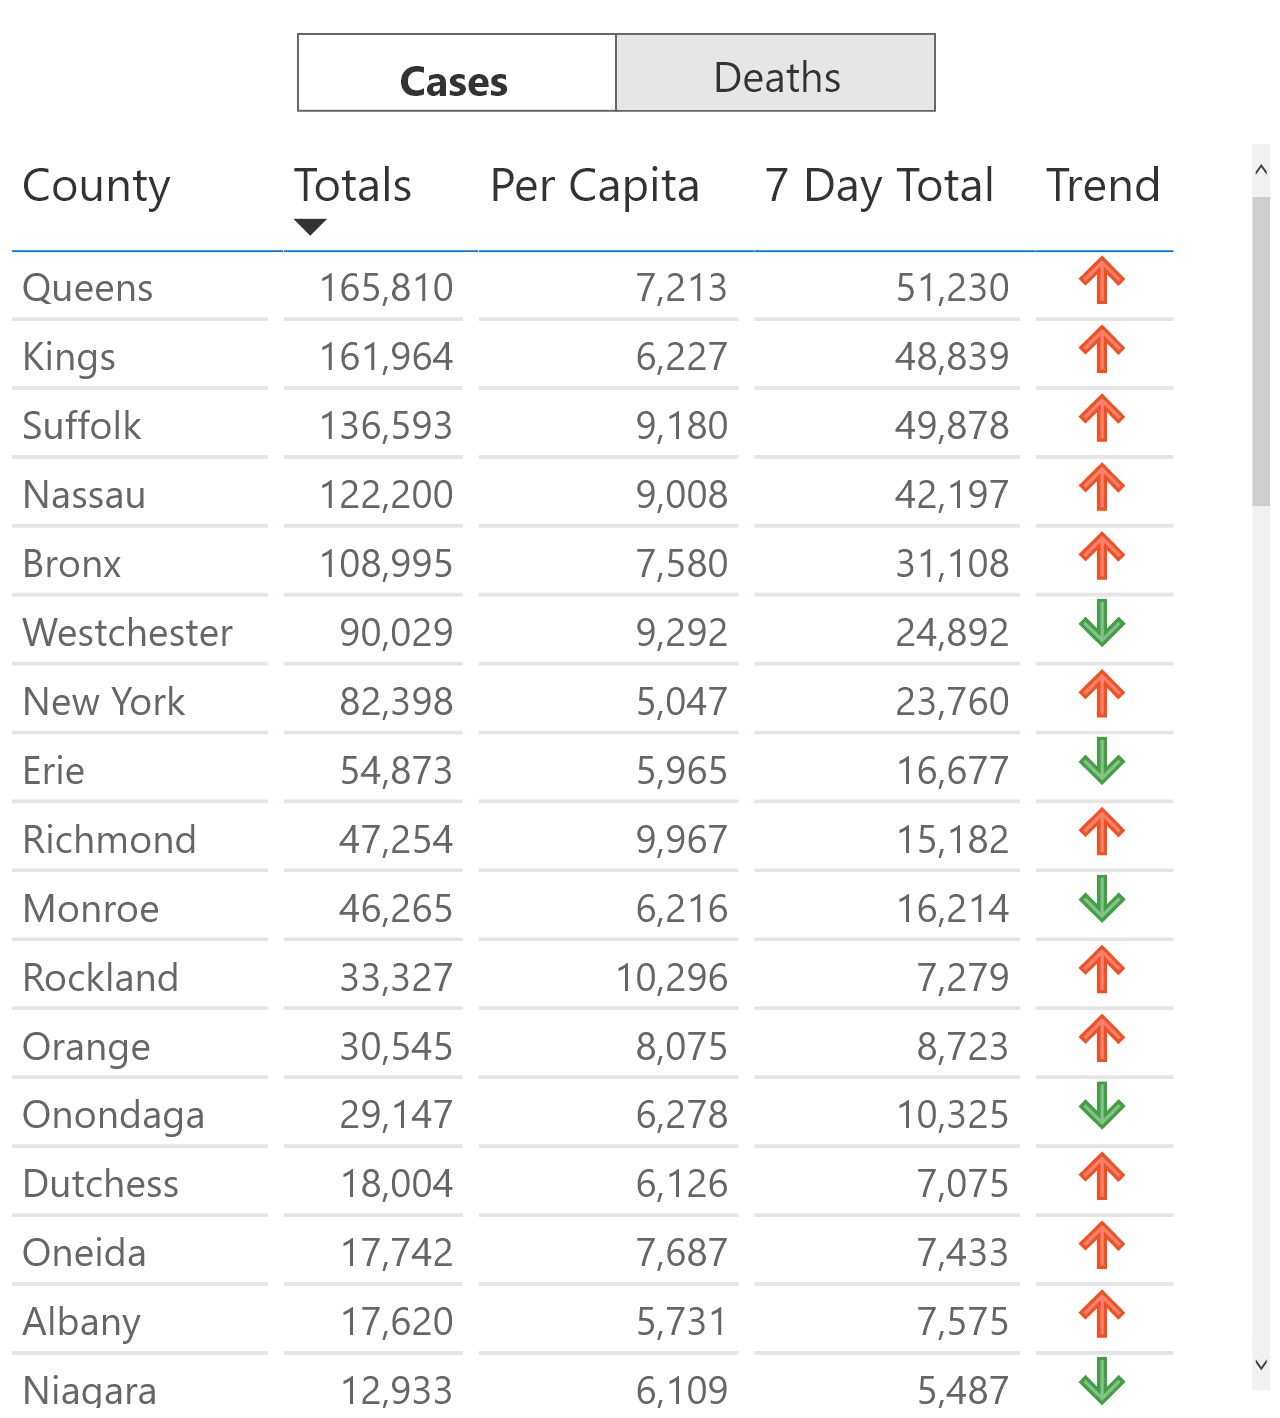 Cases Deaths
County Totals Per Capita 7 Day Total Trend
Queens 165,810 7,213 51,230
Kings 161,964 6,227 48,839
Suffolk 136,593 9,180 49,878
Nassau 122,200 9,008 42,197
Bronx 108,995 7,580 31,108
Westchester 90,029 9,292 24,892
New York 82,398 5,047 23,760
Erie 54,873 5,965 16,677
Richmond 47,254 9,967 15,182
Monroe 46,265 6,216 16,214
Rockland 33,327 10,296 7,279
Orange 30,545 8,075 8,723
Onondaga 29,147 6,278 10,325
Dutchess 18,004 6,126 7,075
Oneida 17,742 7,687 7,433
Albany 17,620 5,731 7,575
Niagara 12,933 6,109 5,487